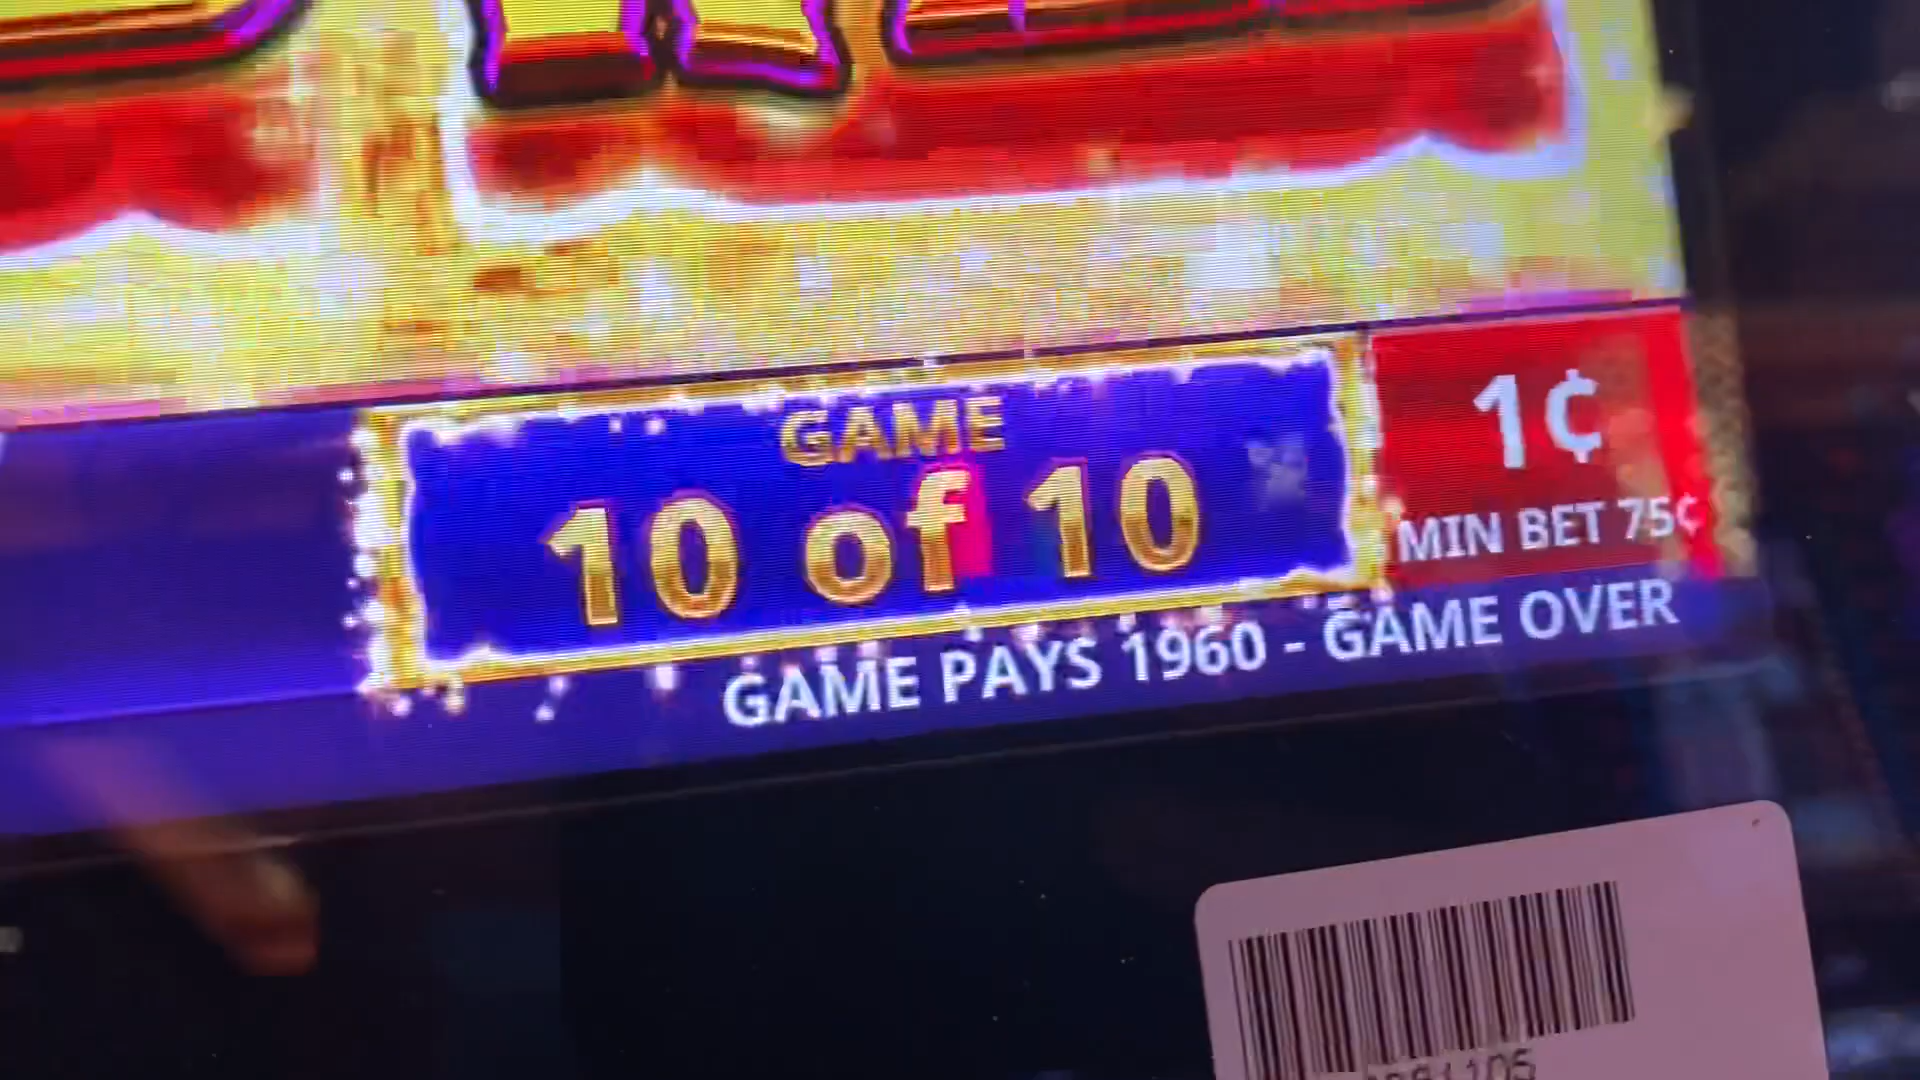 GAME
10 of 10
1¢
MIN BET 75¢
GAME PAYS 1960 - GAME OVER